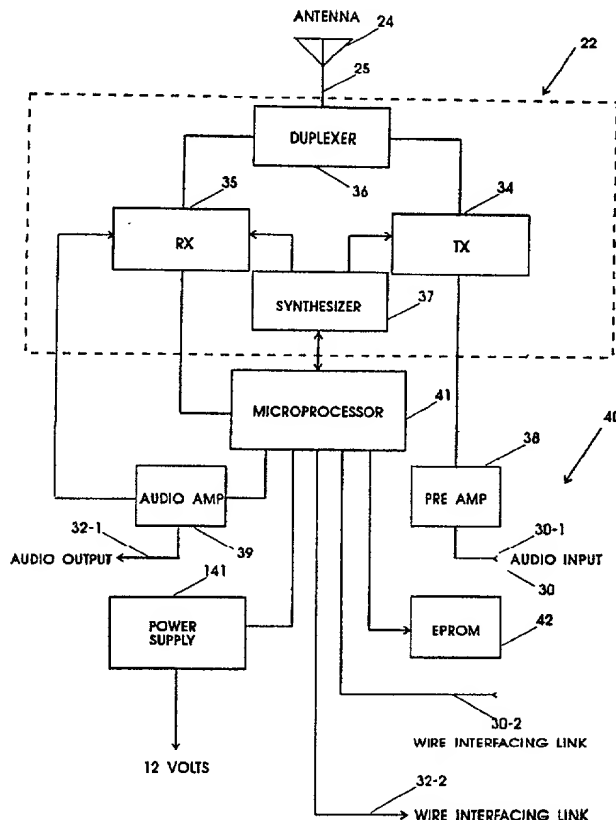 ANTENNA
24
22
25
DUPLEXER
36
35
34
RX
TX
SYNTHESIZER
37
MICROPROCESSOR
41
40
38
AUDIO AMP
PRE AMP
32-1
39
30-1
AUDIO OUTPUT
AUDIO INPUT
30
141
POWER
SUPPLY
EPROM
42
30-2
WIRE INTERFACING LINK
12 VOLTS
32-2
WIRE INTERFACING LINK